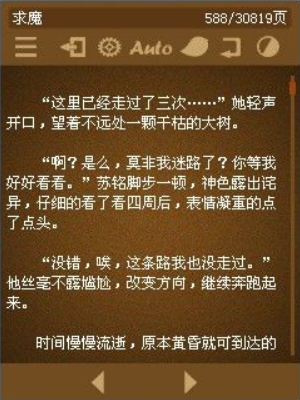 求魔 588/30819页
Auto
“这里已经走过了三次……”她轻声
开口，望着不远处一颗干枯的大树。
“啊？是么，莫非我迷路了？你等我
好好看看。”苏铭脚步一顿，神色露出诧
异，仔细的看了看四周后，表情凝重的点
了点头。
“没错，唉，这条路我也没走过。”
他丝毫不露尴尬，改变方向，继续奔跑起
来。
时间慢慢流逝，原本黄昏就可到达的